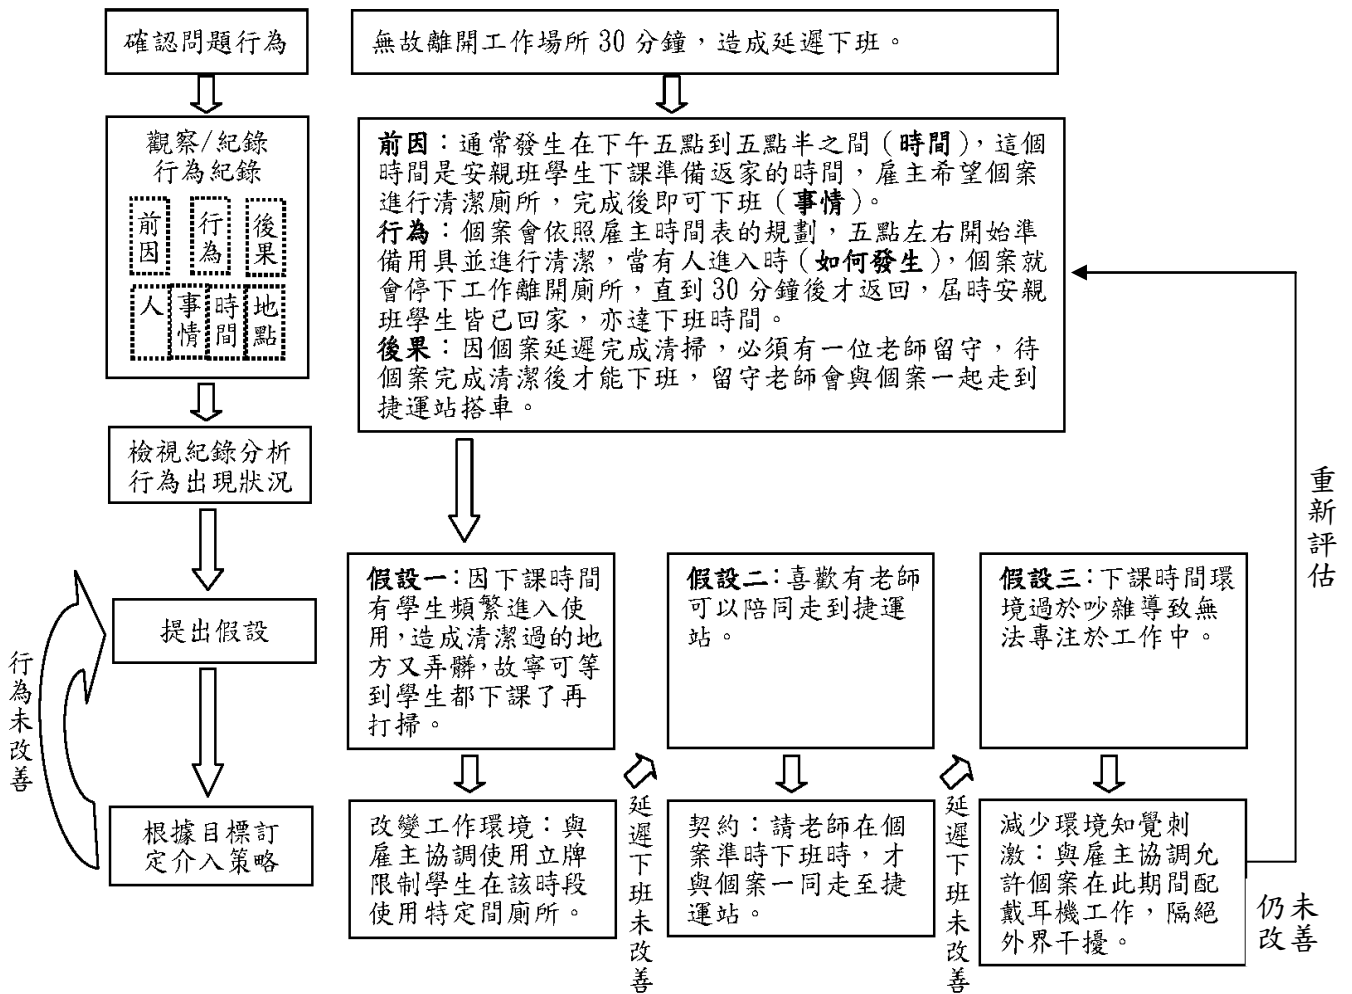 確認問題行為
無故離開工作場所 30 分鐘，造成延遲下班。
觀察/紀錄
行為紀錄
前因
行為
後果
人
事情
時間
地點
前因：通常發生在下午五點到五點半之間（時間），這個
時間是安親班學生下課準備返家的時間，雇主希望個案
進行清潔廁所，完成後即可下班（事情）。
行為：個案會依照雇主時間表的規劃，五點左右開始準
備用具並進行清潔，當有人進入時（如何發生），個案就
會停下工作離開廁所，直到 30 分鐘後才返回，屆時安親
班學生皆已回家，亦達下班時間。
後果：因個案延遲完成清掃，必須有一位老師留守，待
個案完成清潔後才能下班，留守老師會與個案一起走到
捷運站搭車。
檢視紀錄分析
行為出現狀況
提出假設
根據目標訂
定介入策略
行為未改善
假設一：因下課時間
有學生頻繁進入使
用，造成清潔過的地
方又弄髒，故寧可等
到學生都下課了再
打掃。
假設二：喜歡有老師
可以陪同走到捷運
站。
假設三：下課時間環
境過於吵雜導致無
法專注於工作中。
改變工作環境：與
雇主協調使用立牌
限制學生在該時段
使用特定間廁所。
延遲下班未改善
契約：請老師在個
案準時下班時，才
與個案一同走至捷
運站。
延遲下班未改善
減少環境知覺刺
激：與雇主協調允
許個案在此期間配
戴耳機工作，隔絕
外界干擾。
仍未
改善
重新評估